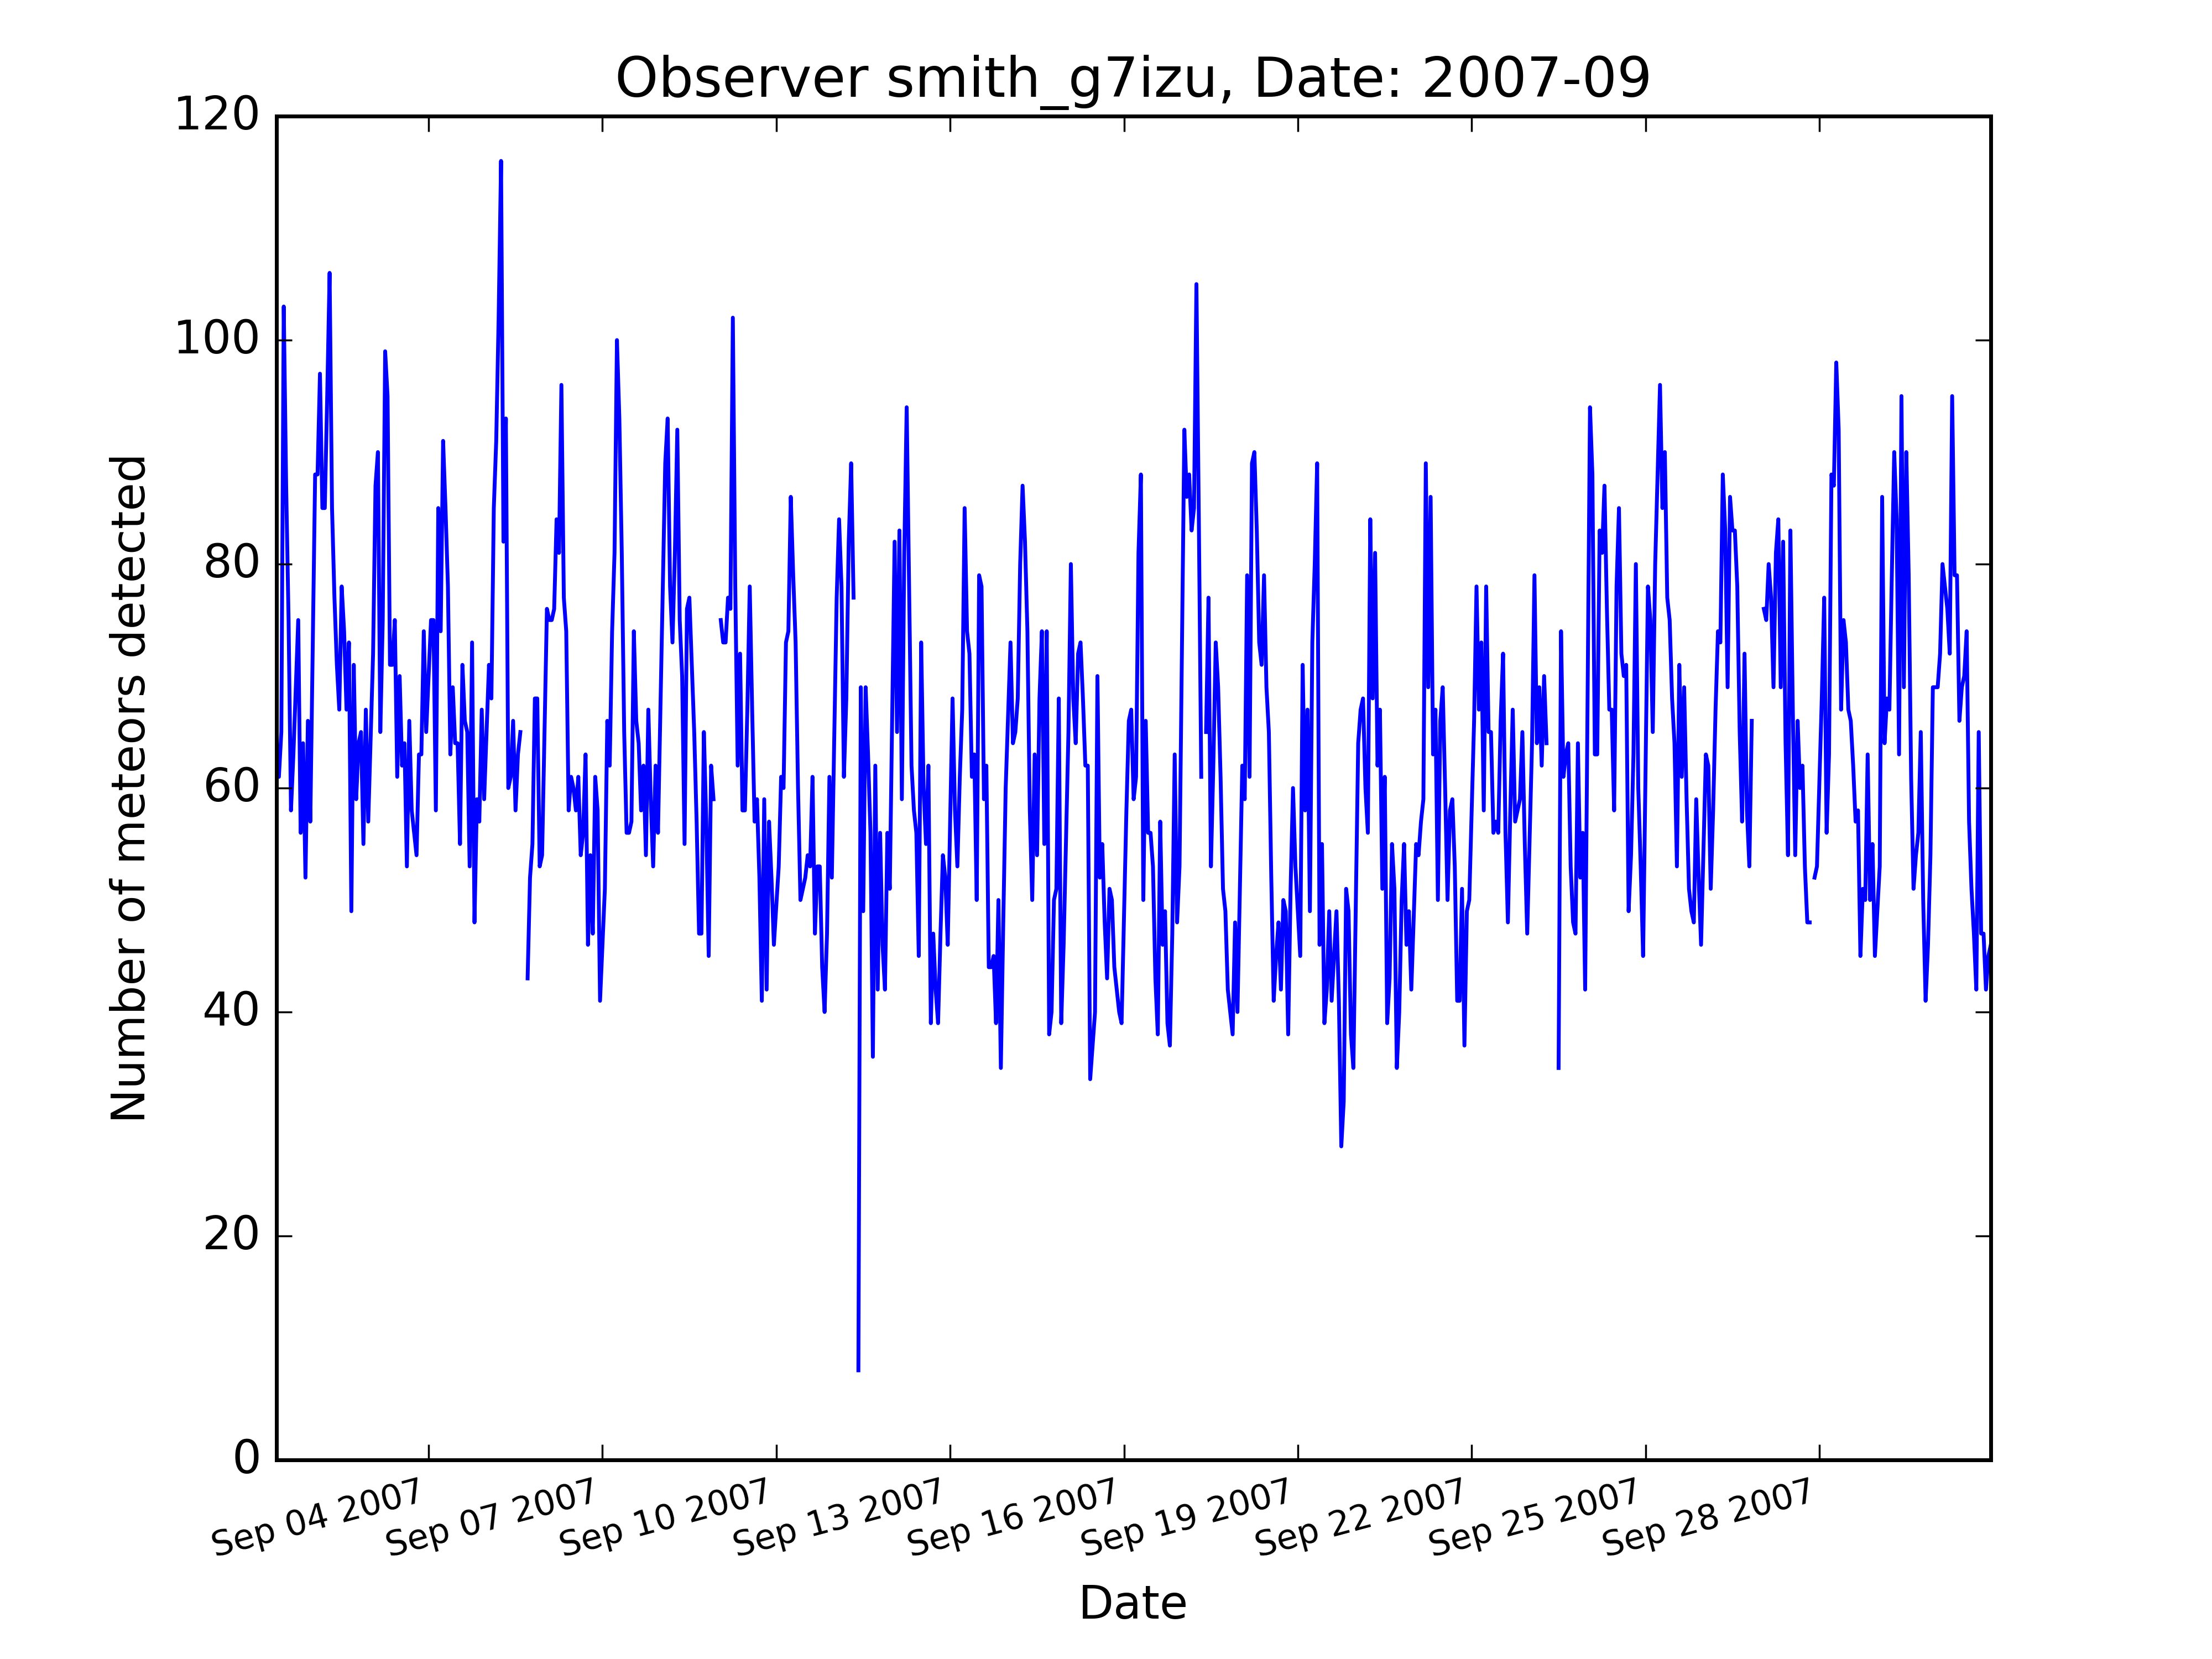 Observer smith_g7izu, Date: 2007-09
120
100
80
60
40
20
0
Number of meteors detected
Sep 04 2007
Sep 07 2007
Sep 10 2007
Sep 13 2007
Sep 16 2007
Sep 19 2007
Sep 22 2007
Sep 25 2007
Sep 28 2007
Date